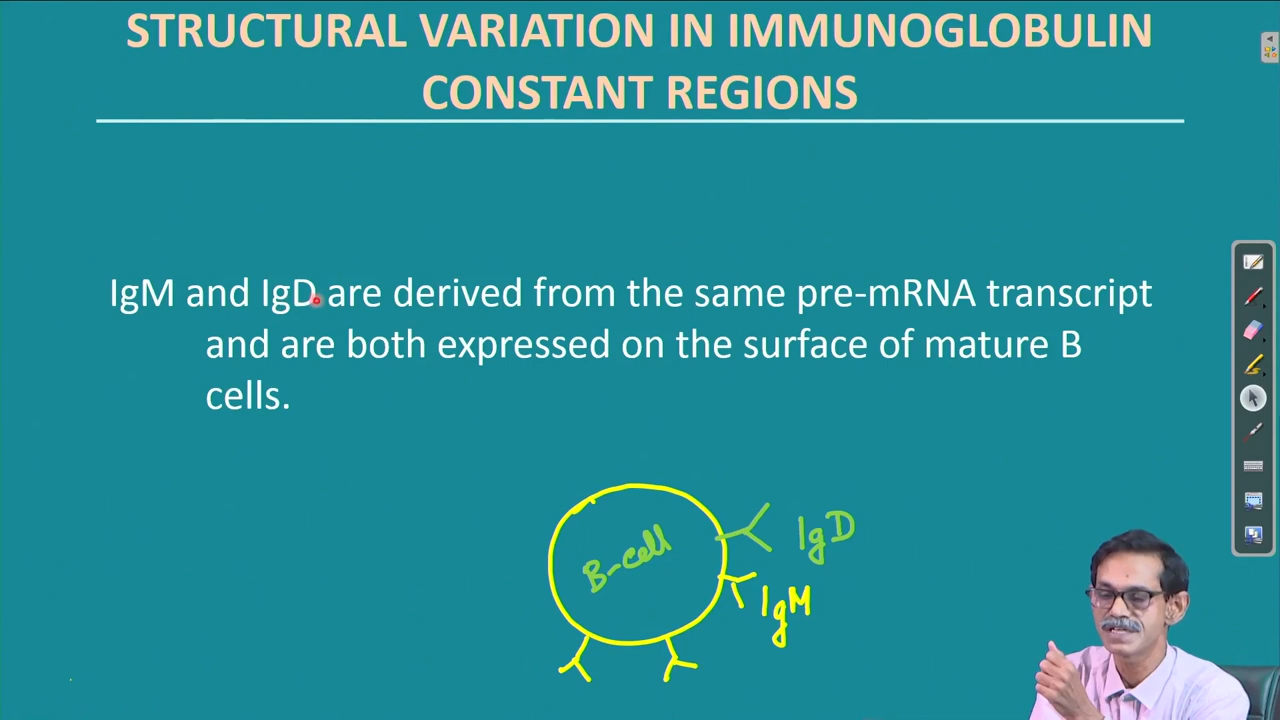 STRUCTURAL VARIATION IN IMMUNOGLOBULIN
CONSTANT REGIONS
IgM and IgD are derived from the same pre-mRNA transcript
and are both expressed on the surface of mature B
cells.
B-cell
IgD
IgM